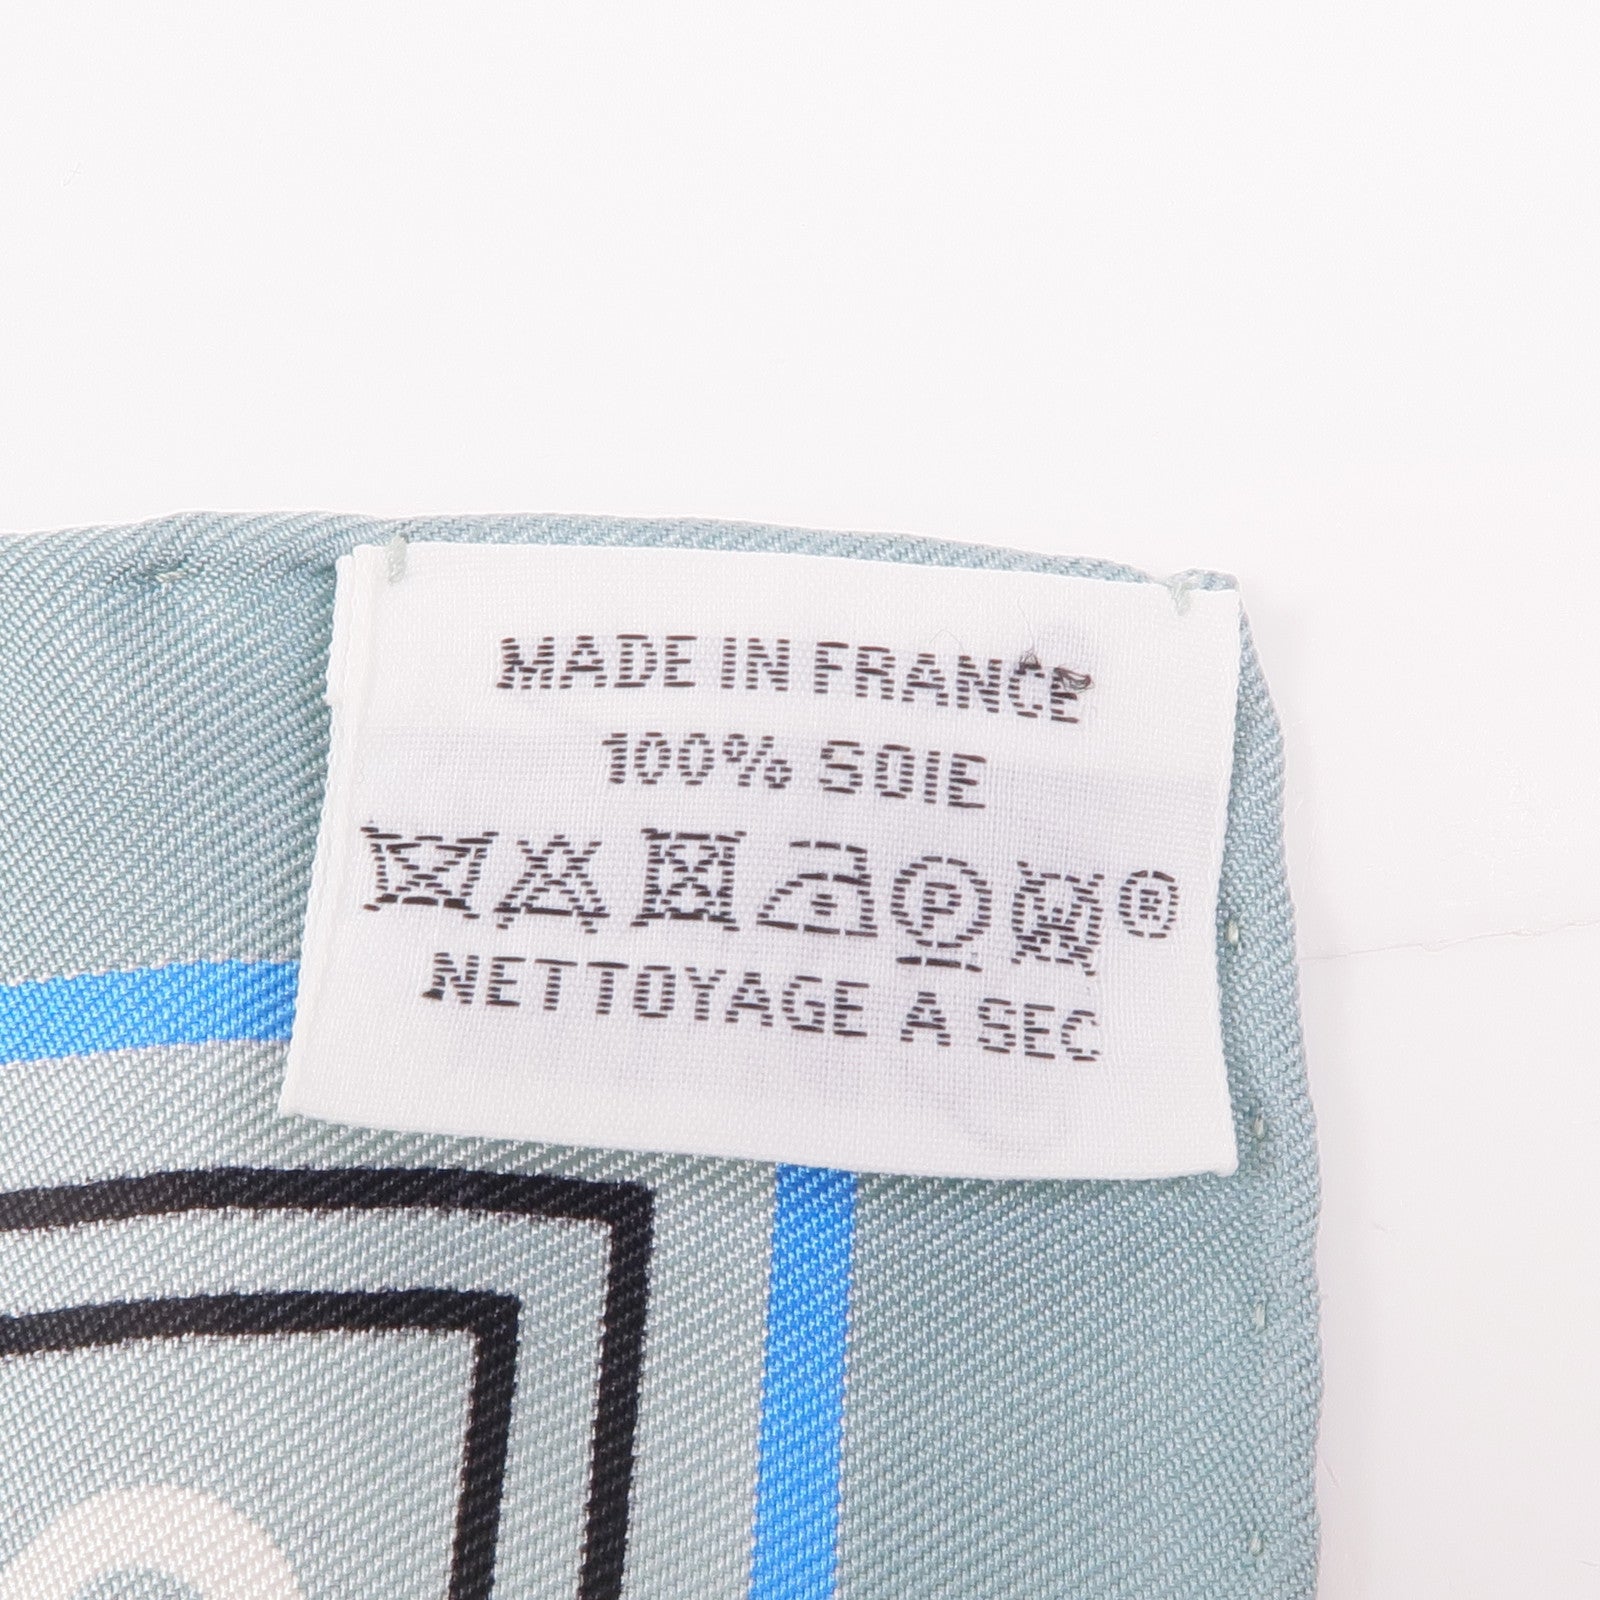 MADE IN FRANCE
100% SOIE
P W ®
NETTOYAGE A SEC